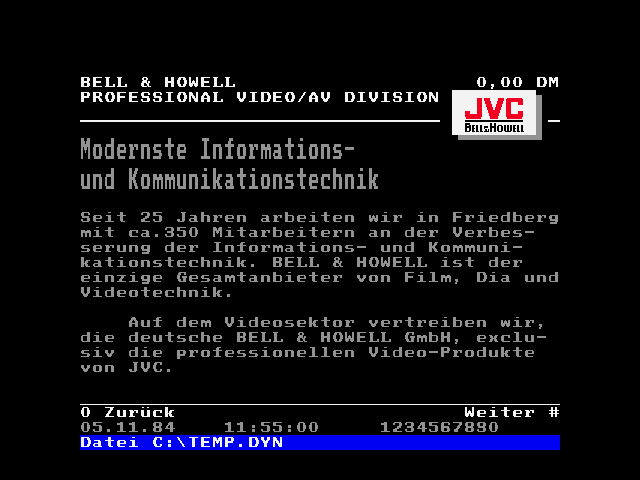 BELL & HOWELL 0,00 DM
PROFESSIONAL VIDEO/AV DIVISION
JVC
BELL&HOWELL
Modernste Informations-
und Kommunikationstechnik
Seit 25 Jahren arbeiten wir in Friedberg
mit ca.350 Mitarbeitern an der Verbes-
serung der Informations- und Kommuni-
kationstechnik. BELL & HOWELL ist der
einzige Gesamtanbieter von Film, Dia und
Videotechnik.
Auf dem Videosektor vertreiben wir,
die deutsche BELL & HOWELL GmbH, exclu-
siv die professionellen Video-Produkte
von JVC.
0 Zurück Weiter #
05.11.84 11:55:00 1234567890
Datei C:\TEMP.DYN